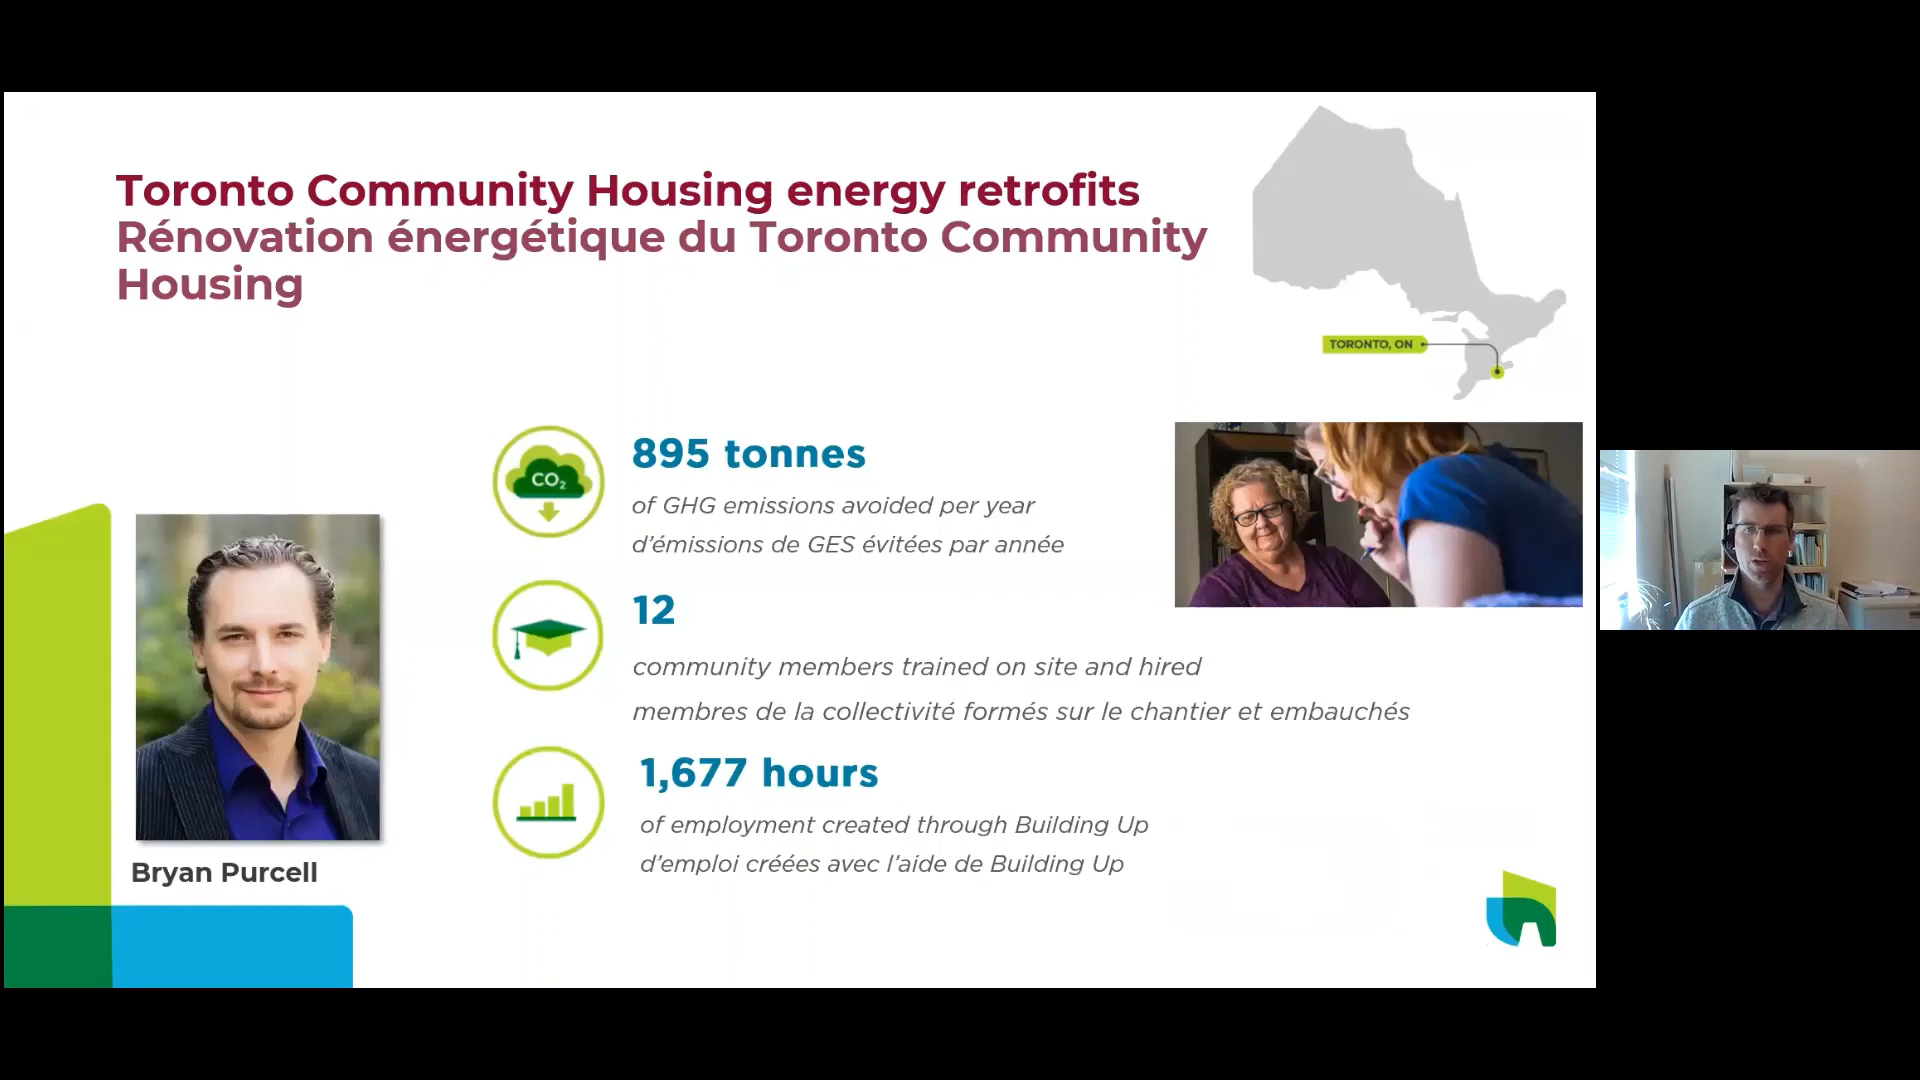 Toronto Community Housing energy retrofits
Rénovation énergétique du Toronto Community
Housing
TORONTO, ON
CO₂
895 tonnes
of GHG emissions avoided per year
d’émissions de GES évitées par année
12
community members trained on site and hired
membres de la collectivité formés sur le chantier et embauchés
1,677 hours
of employment created through Building Up
d’emploi créées avec l’aide de Building Up
Bryan Purcell